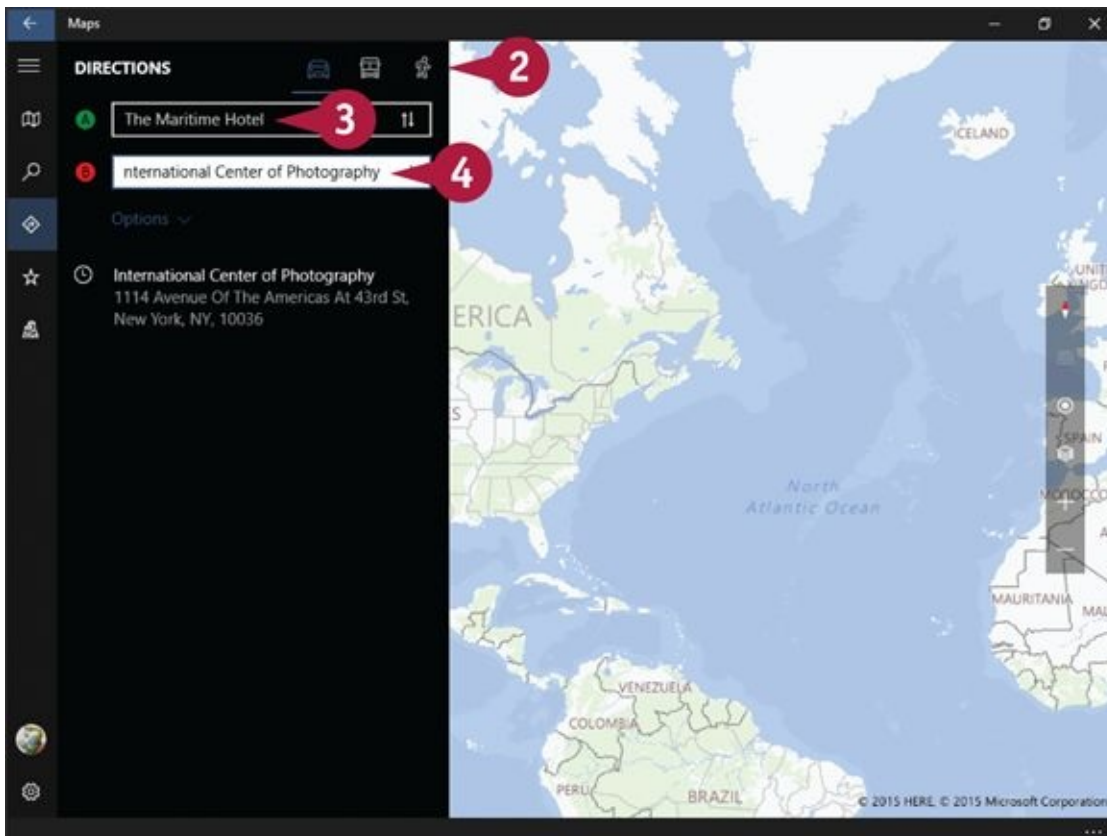 Maps
DIRECTIONS
2
A
The Maritime Hotel
3
B
nternational Center of Photography
4
Options
International Center of Photography
1114 Avenue Of The Americas At 43rd St,
New York, NY, 10036
ICELAND
ERICA
SPAIN
North
Atlantic Ocean
MOROCCO
MAURITANIA
MAL
VENEZUELA
COLOMBIA
PERU
BRAZIL
© 2015 HERE, © 2015 Microsoft Corporation